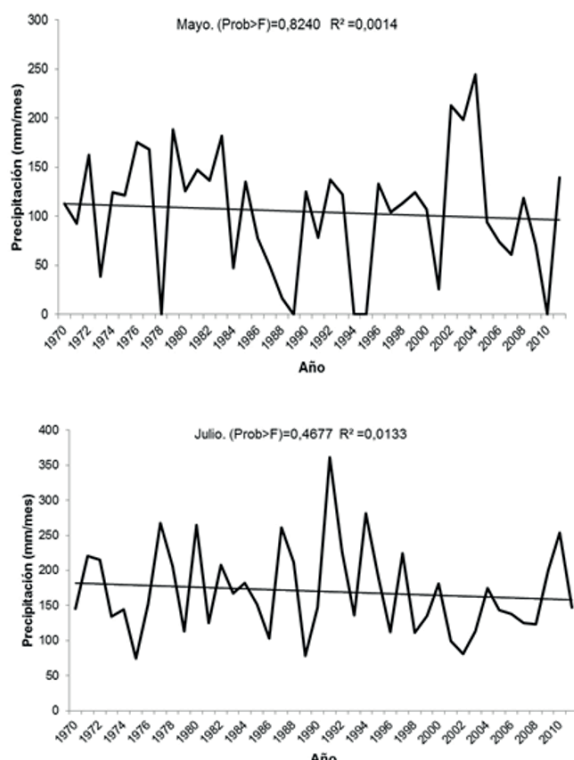 Mayo. (Prob>F)=0,8240 R² =0,0014
Precipitación (mm/mes)
300
250
200
150
100
50
0
1970 1972 1974 1976 1978 1980 1982 1984 1986 1988 1990 1992 1994 1996 1998 2000 2002 2004 2006 2008 2010
Año
Julio. (Prob>F)=0,4677 R² =0,0133
Precipitación (mm/mes)
400
350
300
250
200
150
100
50
0
1970 1972 1974 1976 1978 1980 1982 1984 1986 1988 1990 1992 1994 1996 1998 2000 2002 2004 2006 2008 2010
Año